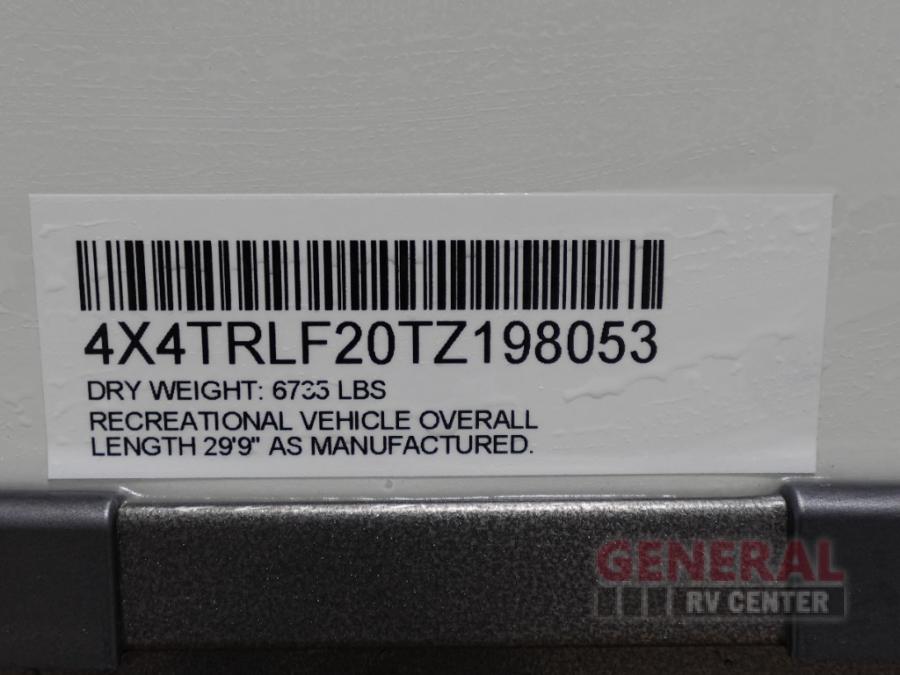 4X4TRLF20TZ198053
DRY WEIGHT: LBS
RECREATIONAL VEHICLE OVERALL
LENGTH 29'9" AS MANUFACTURED.
GENERAL
RV CENTER